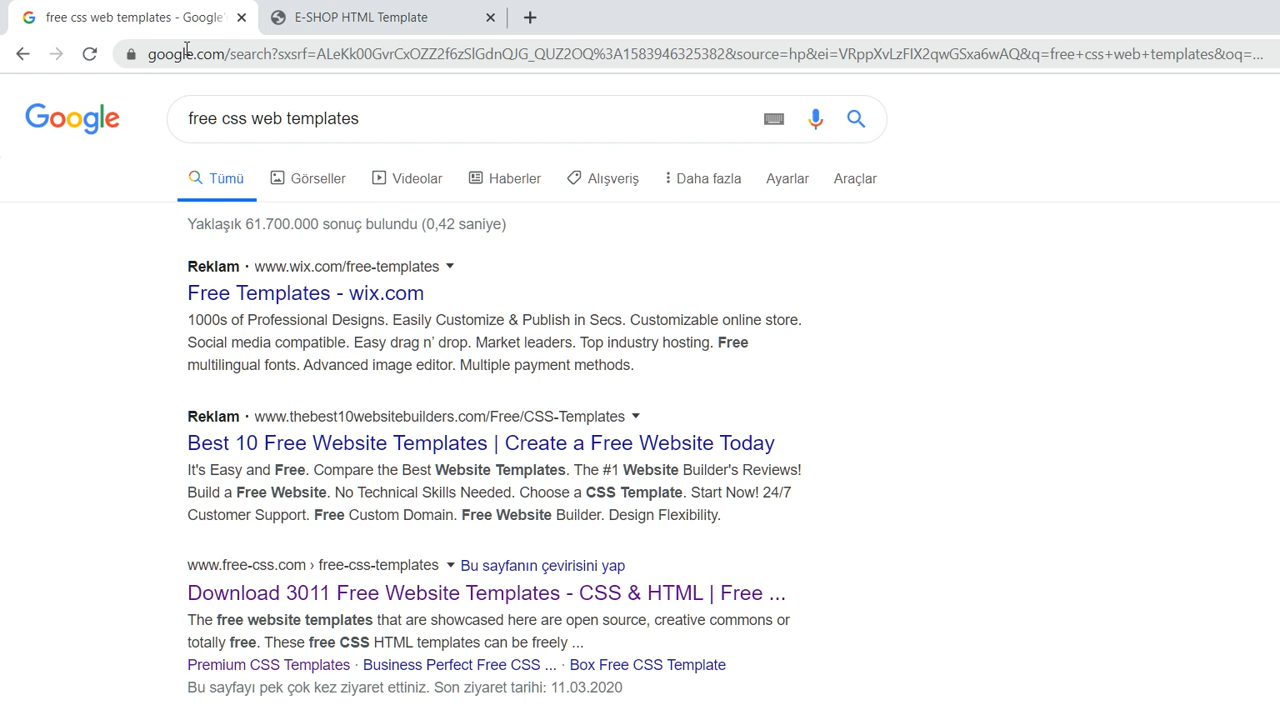 free css web templates - Google'
E-SHOP HTML Template
google.com/search?sxsrf=ALeKk00GvrCxOZZ2f6zSlGdnQJG_QUZ2OQ%3A1583946325382&source=hp&ei=VRppXvLzFIX2qwGSxa6wAQ&q=free+css+web+templates&oq=...
Google
free css web templates
Tümü
Görseller
Videolar
Haberler
Alışveriş
Daha fazla
Ayarlar
Araçlar
Yaklaşık 61.700.000 sonuç bulundu (0,42 saniye)
Reklam · www.wix.com/free-templates
Free Templates - wix.com
1000s of Professional Designs. Easily Customize & Publish in Secs. Customizable online store.
Social media compatible. Easy drag n' drop. Market leaders. Top industry hosting. Free
multilingual fonts. Advanced image editor. Multiple payment methods.
Reklam · www.thebest10websitebuilders.com/Free/CSS-Templates
Best 10 Free Website Templates | Create a Free Website Today
It's Easy and Free. Compare the Best Website Templates. The #1 Website Builder's Reviews!
Build a Free Website. No Technical Skills Needed. Choose a CSS Template. Start Now! 24/7
Customer Support. Free Custom Domain. Free Website Builder. Design Flexibility.
www.free-css.com › free-css-templates Bu sayfanın çevirisini yap
Download 3011 Free Website Templates - CSS & HTML | Free ...
The free website templates that are showcased here are open source, creative commons or
totally free. These free CSS HTML templates can be freely ...
Premium CSS Templates · Business Perfect Free CSS ... · Box Free CSS Template
Bu sayfayı pek çok kez ziyaret ettiniz. Son ziyaret tarihi: 11.03.2020